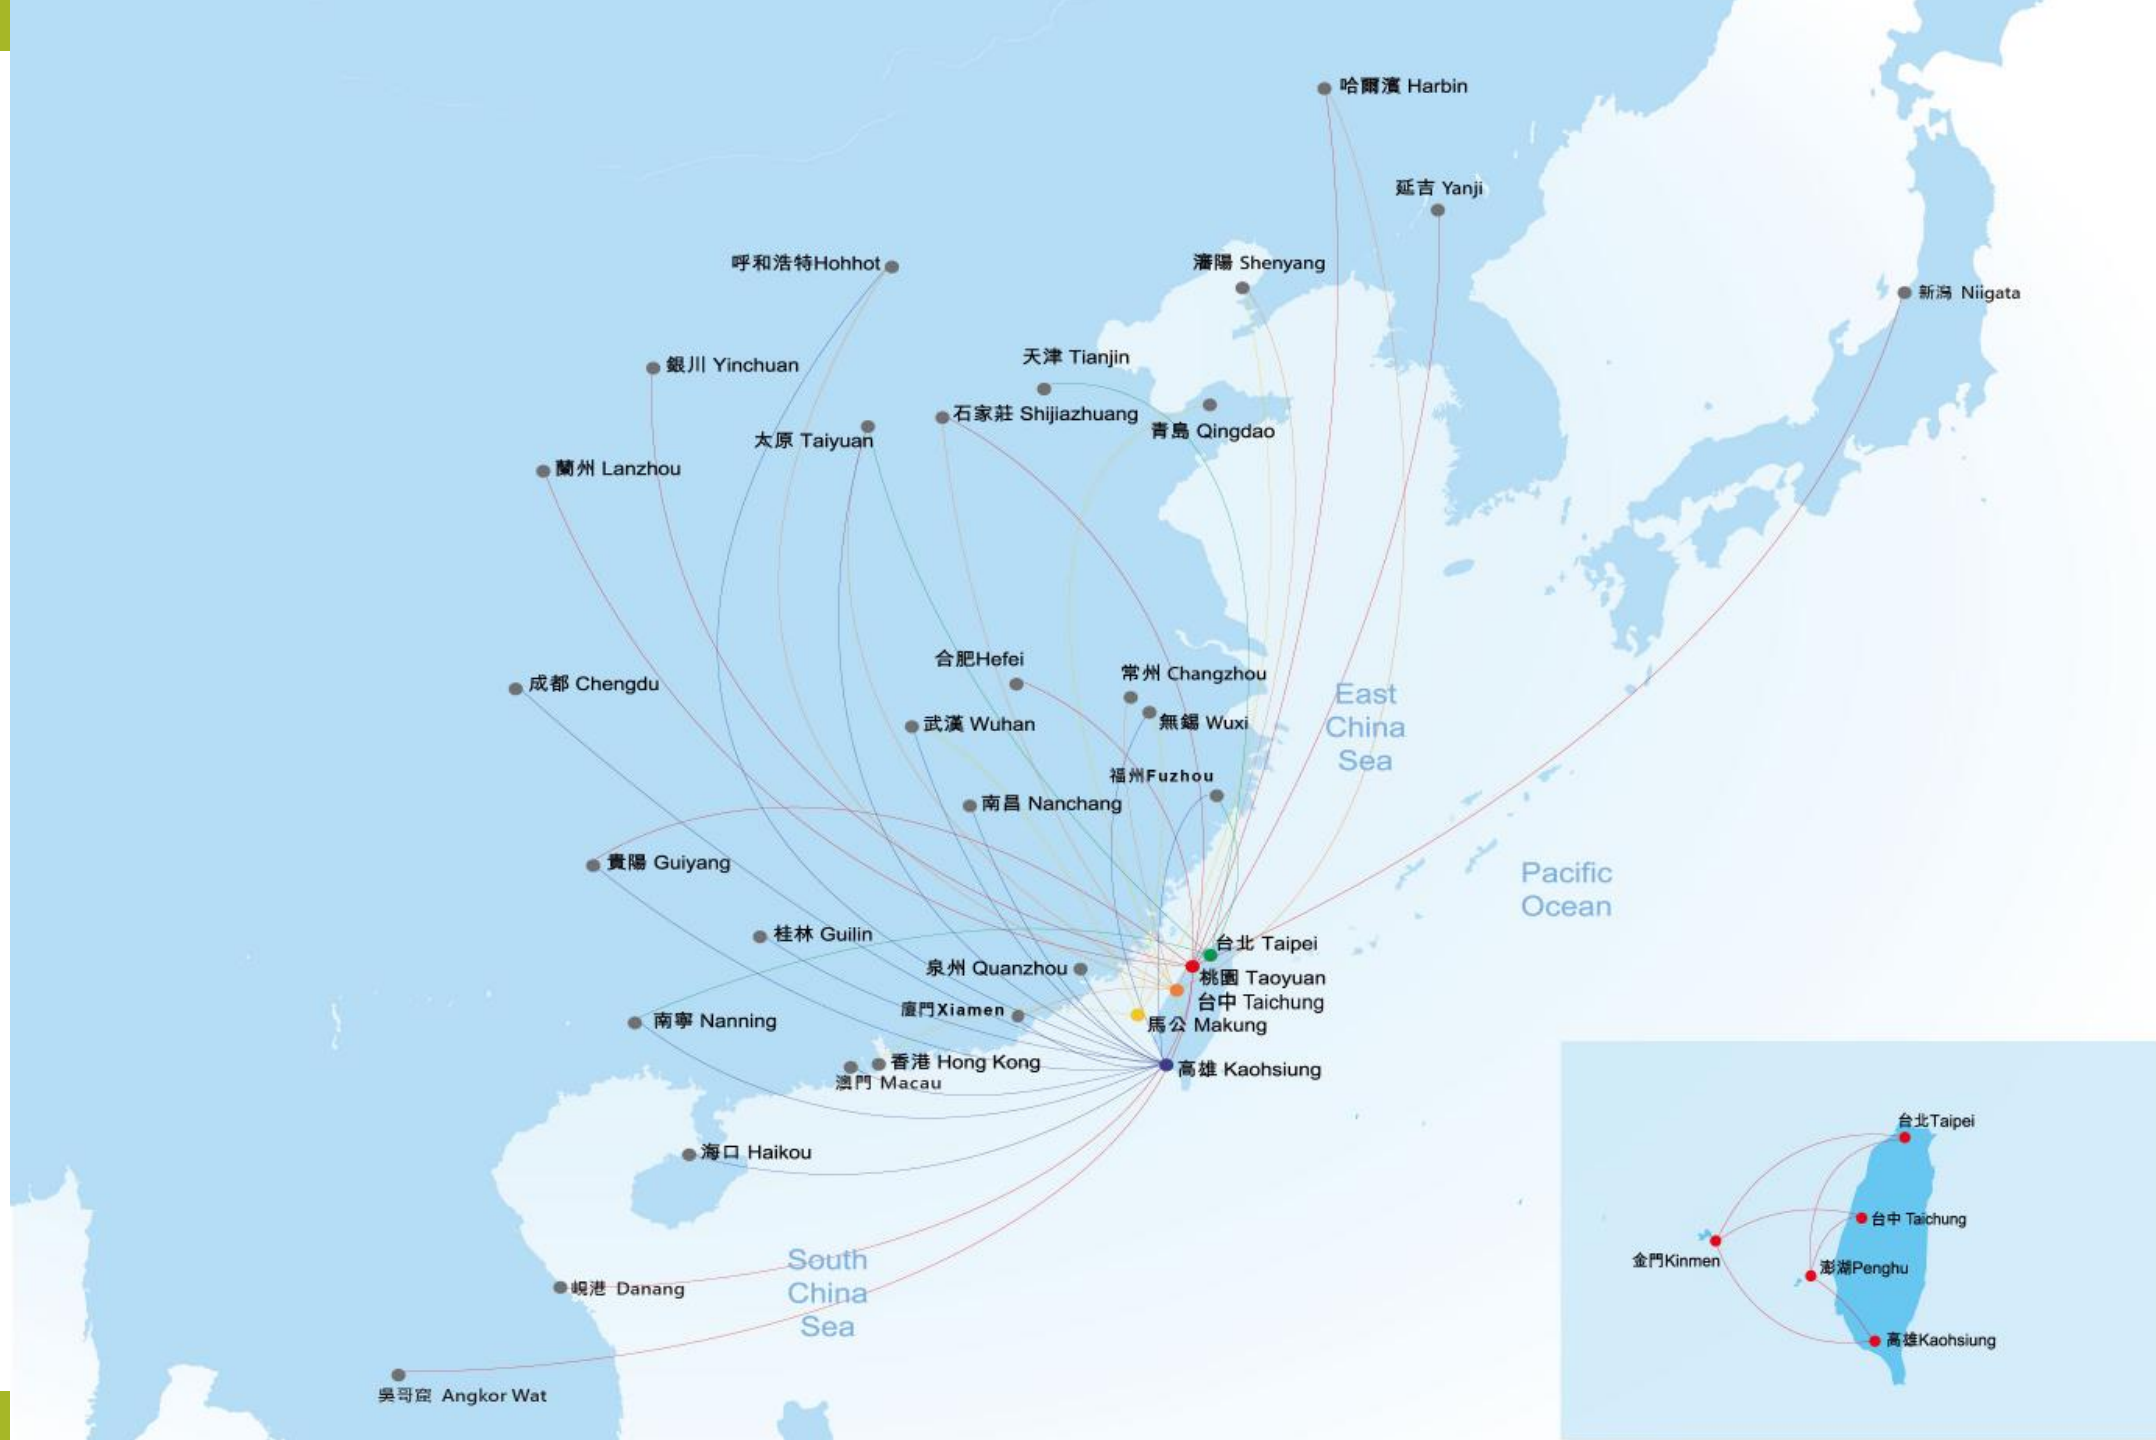 哈爾濱 Harbin
延吉 Yanji
呼和浩特Hohhot
瀋陽 Shenyang
新潟 Niigata
銀川 Yinchuan
天津 Tianjin
石家莊 Shijiazhuang
青島 Qingdao
太原 Taiyuan
蘭州 Lanzhou
合肥Hefei
常州 Changzhou
成都 Chengdu
武漢 Wuhan
無錫 Wuxi
East
China
Sea
福州Fuzhou
南昌 Nanchang
貴陽 Guiyang
Pacific
Ocean
桂林 Guilin
台北 Taipei
泉州 Quanzhou
桃園 Taoyuan
台中 Taichung
廈門Xiamen
馬公 Makung
南寧 Nanning
香港 Hong Kong
澳門 Macau
高雄 Kaohsiung
海口 Haikou
South
China
Sea
峴港 Danang
吳哥窟 Angkor Wat
台北Taipei
台中 Taichung
金門Kinmen
澎湖Penghu
高雄Kaohsiung